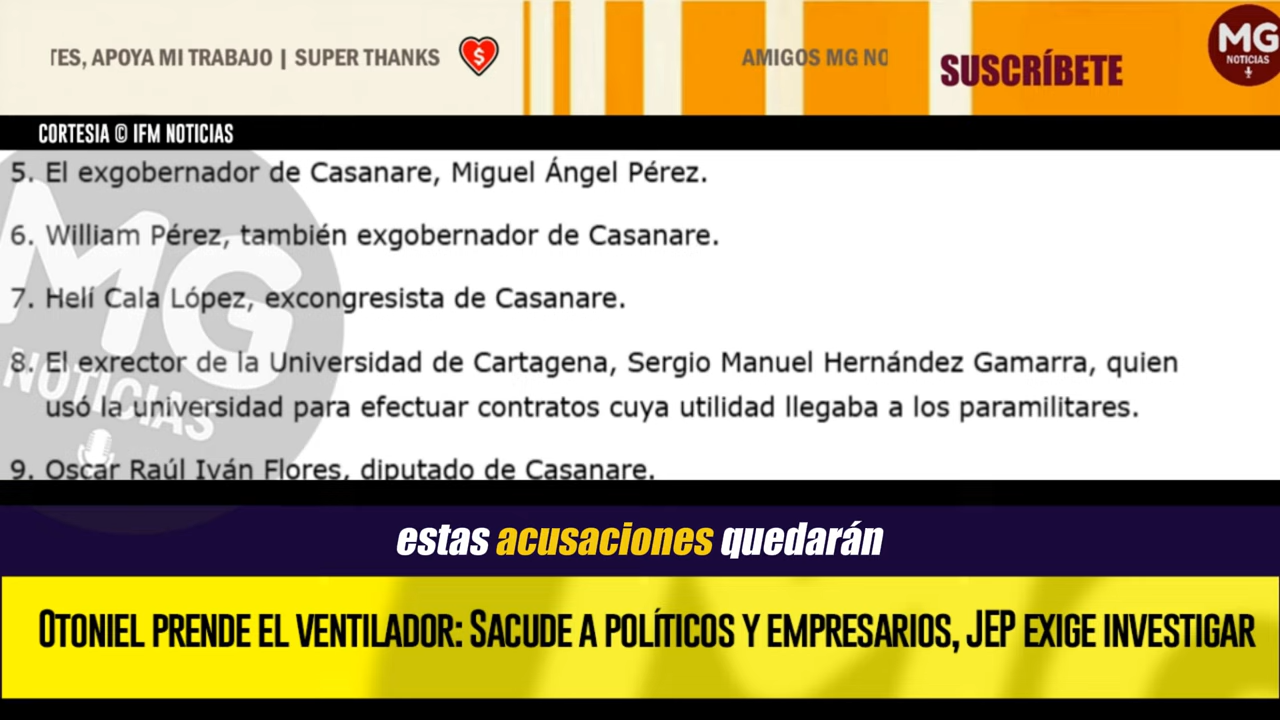 TES, APOYA MI TRABAJO | SUPER THANKS
AMIGOS MG NO
SUSCRÍBETE
MG
NOTICIAS
CORTESIA © IFM NOTICIAS
5. El exgobernador de Casanare, Miguel Ángel Pérez.
6. William Pérez, también exgobernador de Casanare.
7. Helí Cala López, excongresista de Casanare.
8. El exrector de la Universidad de Cartagena, Sergio Manuel Hernández Gamarra, quien
usó la universidad para efectuar contratos cuya utilidad llegaba a los paramilitares.
9. Oscar Raúl Iván Flores, diputado de Casanare.
MG
NOTICIAS
estas acusaciones quedarán
OTONIEL PRENDE EL VENTILADOR: SACUDE A POLÍTICOS Y EMPRESARIOS, JEP EXIGE INVESTIGAR